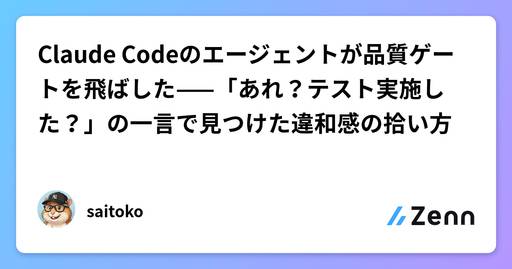 Claude Codeのエージェントが品質ゲー
トを飛ばした——「あれ？テスト実施し
た？」の一言で見つけた違和感の拾い方
saitoko
Zenn